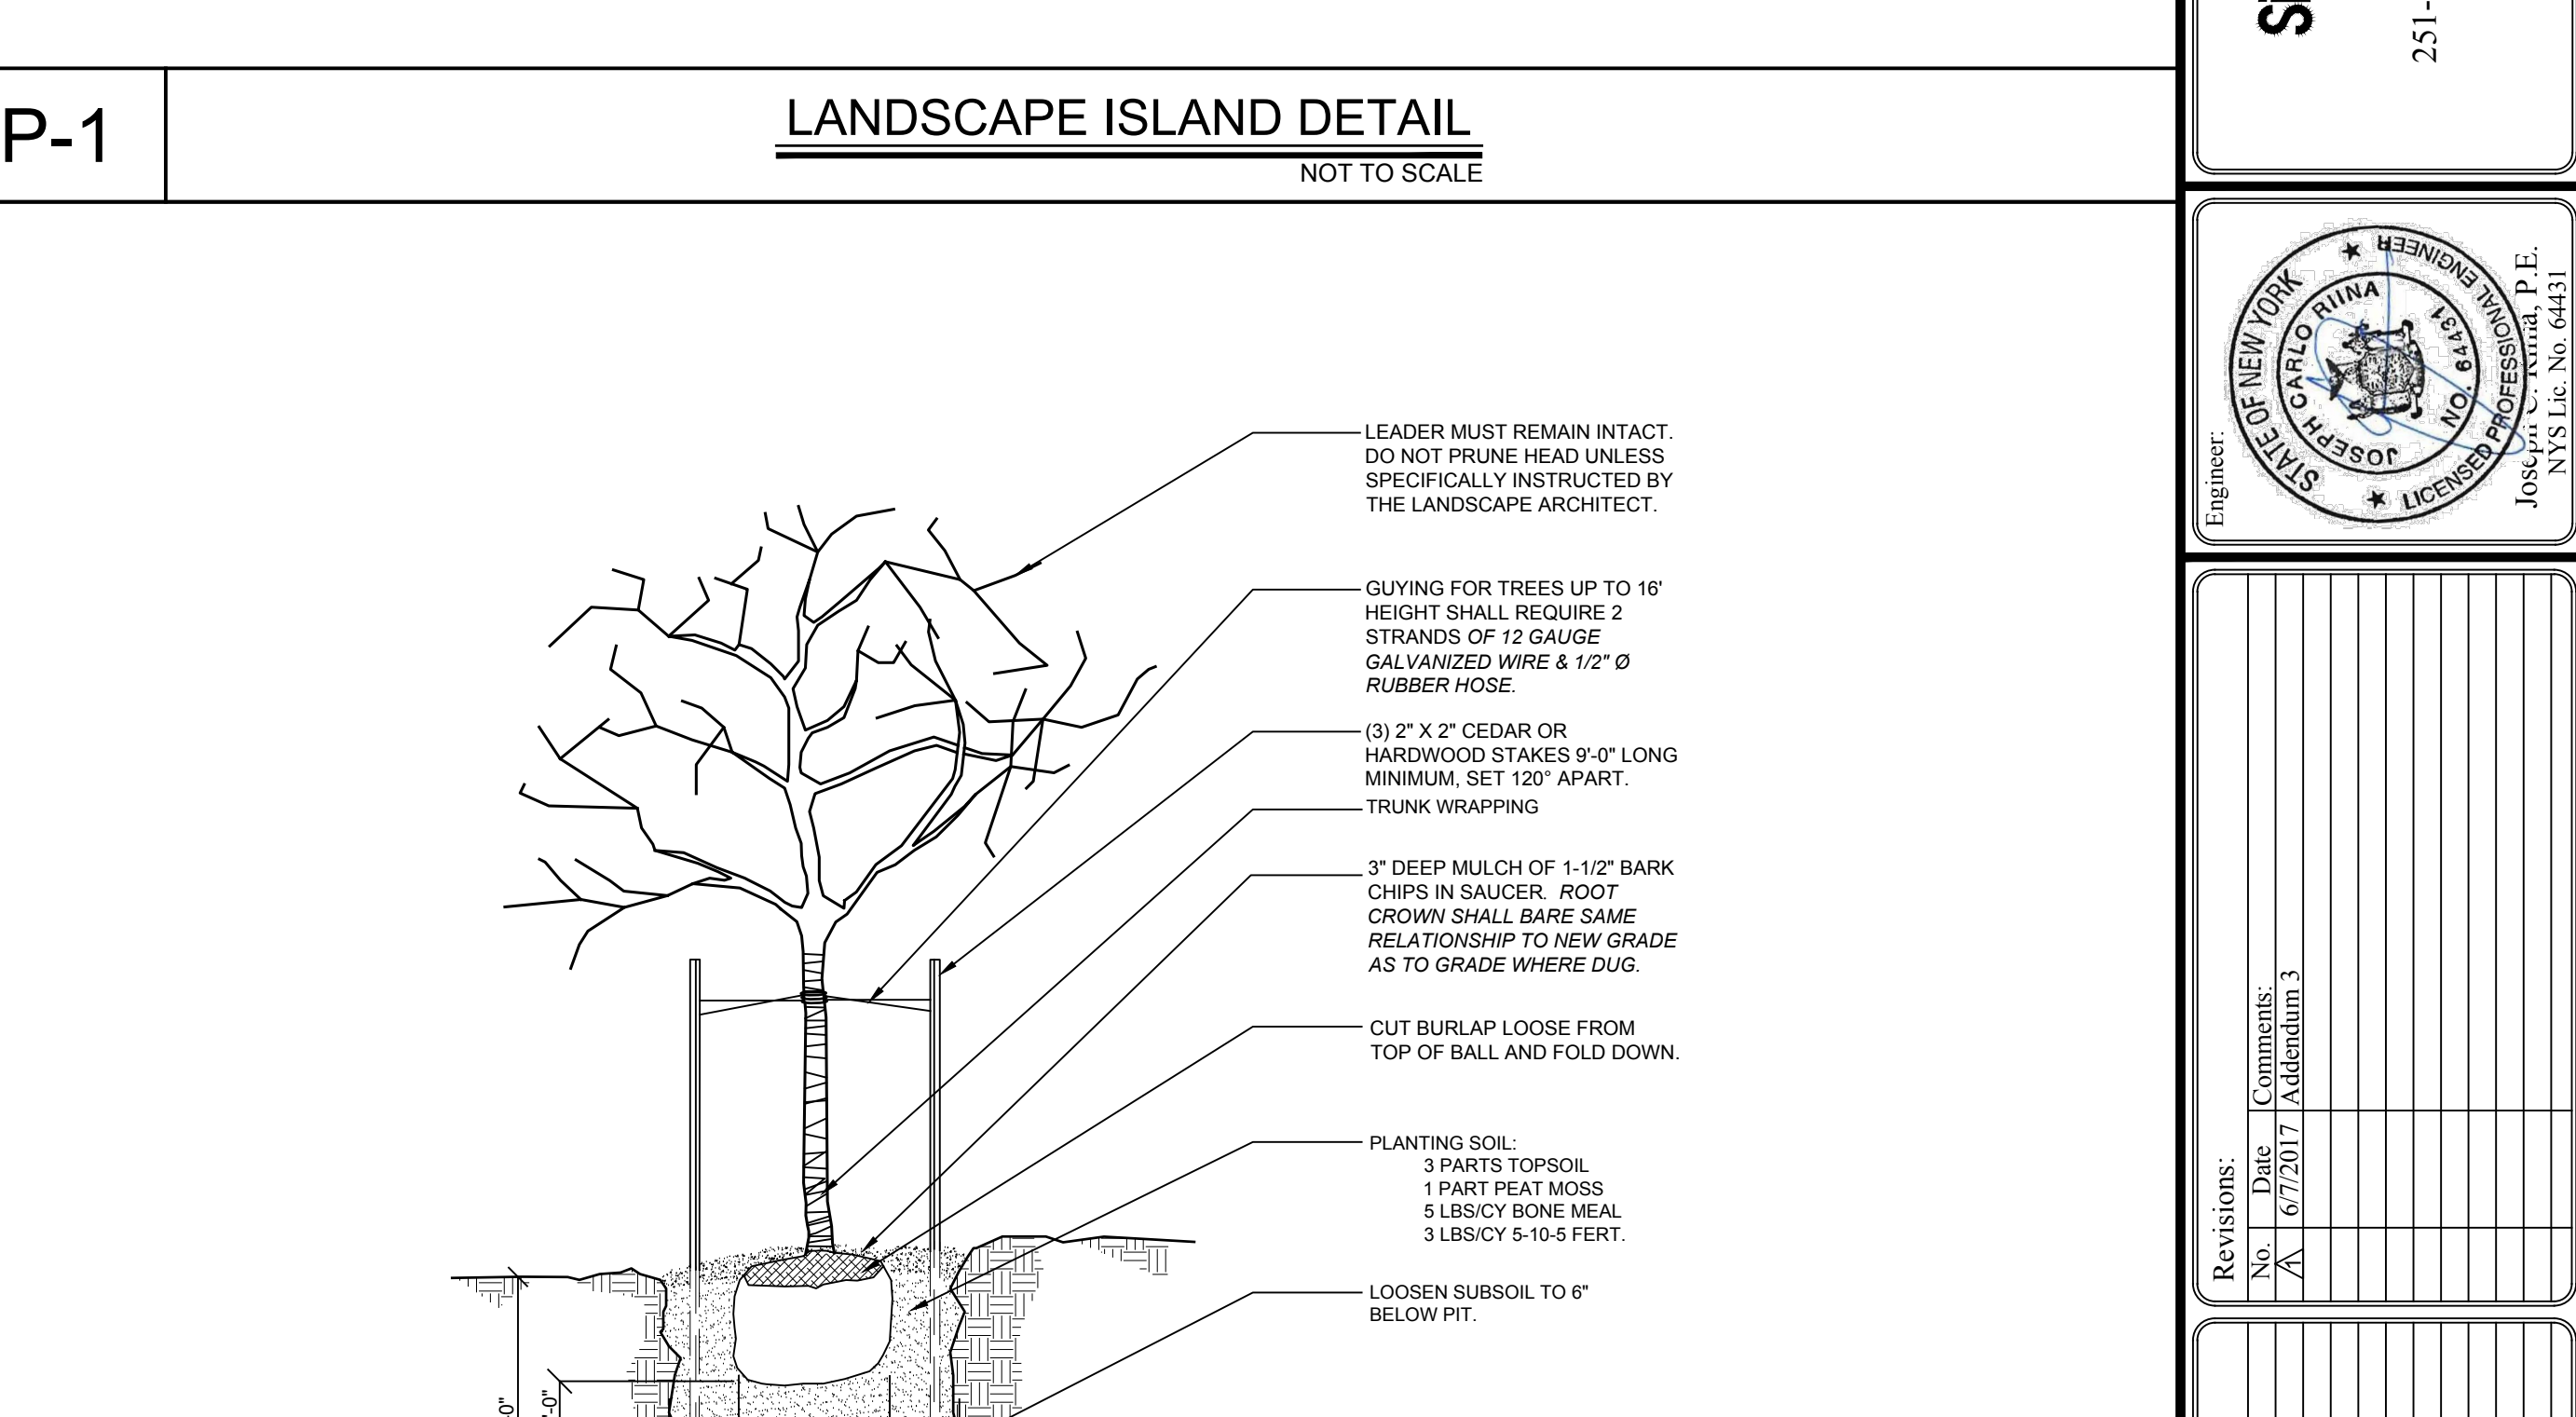 P-1
LANDSCAPE ISLAND DETAIL
NOT TO SCALE
LEADER MUST REMAIN INTACT.
DO NOT PRUNE HEAD UNLESS
SPECIFICALLY INSTRUCTED BY
THE LANDSCAPE ARCHITECT.
GUYING FOR TREES UP TO 16'
HEIGHT SHALL REQUIRE 2
STRANDS OF 12 GAUGE
GALVANIZED WIRE & 1/2" Ø
RUBBER HOSE.
(3) 2" X 2" CEDAR OR
HARDWOOD STAKES 9'-0" LONG
MINIMUM, SET 120° APART.
TRUNK WRAPPING
3" DEEP MULCH OF 1-1/2" BARK
CHIPS IN SAUCER. ROOT
CROWN SHALL BARE SAME
RELATIONSHIP TO NEW GRADE
AS TO GRADE WHERE DUG.
CUT BURLAP LOOSE FROM
TOP OF BALL AND FOLD DOWN.
PLANTING SOIL:
3 PARTS TOPSOIL
1 PART PEAT MOSS
5 LBS/CY BONE MEAL
3 LBS/CY 5-10-5 FERT.
LOOSEN SUBSOIL TO 6"
BELOW PIT.
251-
Engineer:
STATE OF NEW YORK
JOSEPH CARLO RIINA
NO. 64431
LICENSED PROFESSIONAL ENGINEER
Joseph C. Riina, P.E.
NYS Lic. No. 64431
Revisions:
No. Date Comments:
1 6/7/2017 Addendum 3